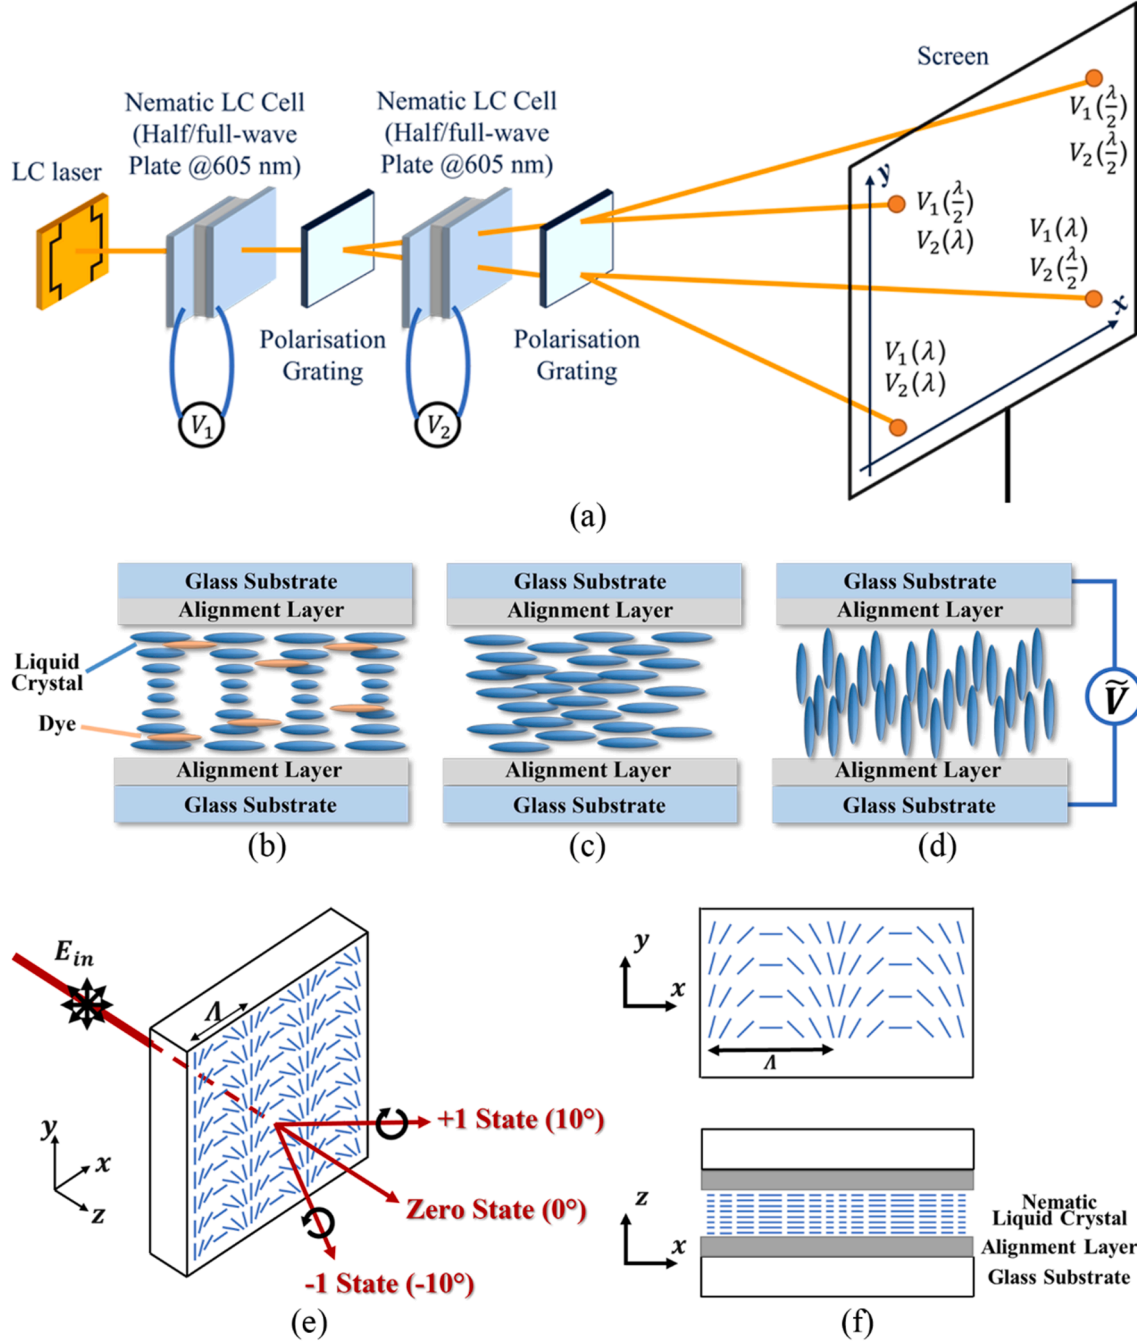 Screen
Nematic LC Cell
(Half/full-wave
Plate @605 nm)
Nematic LC Cell
(Half/full-wave
Plate @605 nm)
LC laser
y
V₁(λ/2)
V₂(λ/2)
V₁(λ/2)
V₂(λ)
V₁(λ)
V₂(λ/2)
x
V₁(λ)
V₂(λ)
Polarisation
Grating
Polarisation
Grating
V₁
V₂
(a)
Glass Substrate
Alignment Layer
Liquid
Crystal
Dye
Alignment Layer
Glass Substrate
(b)
Glass Substrate
Alignment Layer
Alignment Layer
Glass Substrate
(c)
Glass Substrate
Alignment Layer
Ṽ
Alignment Layer
Glass Substrate
(d)
E_in
Λ
y
x
z
+1 State (10°)
Zero State (0°)
-1 State (-10°)
(e)
y
x
Λ
z
x
Nematic
Liquid Crystal
Alignment Layer
Glass Substrate
(f)